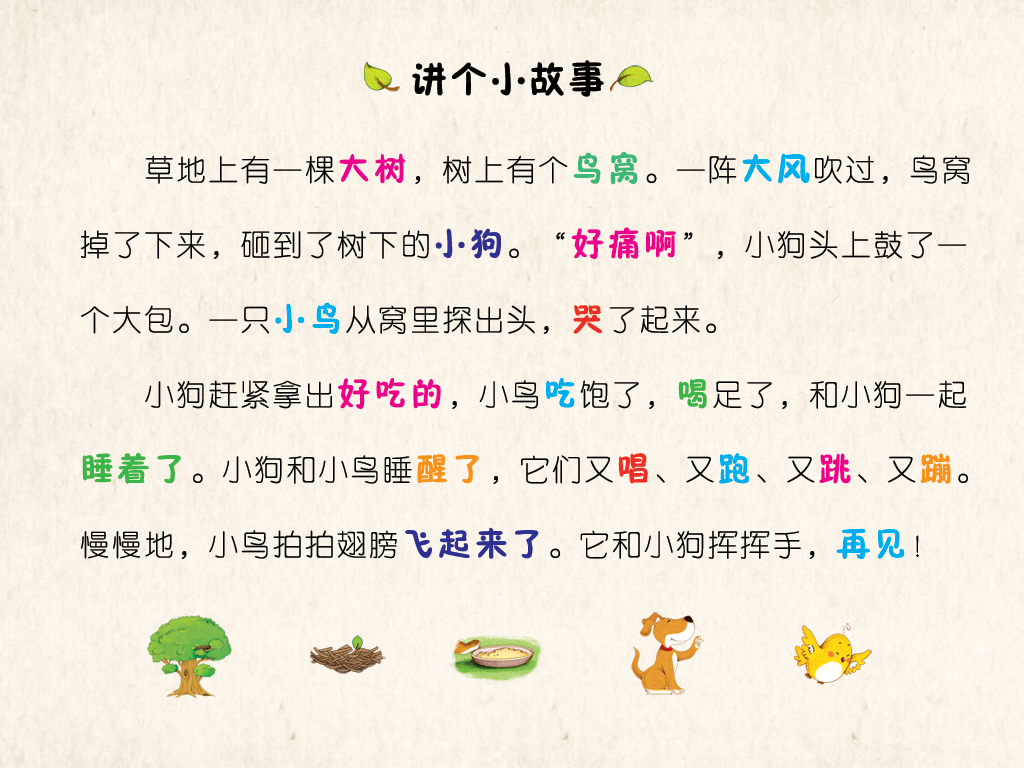 讲个小故事
草地上有一棵大树，树上有个鸟窝。一阵大风吹过，鸟窝
掉了下来，砸到了树下的小狗。“好痛啊”，小狗头上鼓了一
个大包。一只小鸟从窝里探出头，哭了起来。
小狗赶紧拿出好吃的，小鸟吃饱了，喝足了，和小狗一起
睡着了。小狗和小鸟睡醒了，它们又唱、又跑、又跳、又蹦。
慢慢地，小鸟拍拍翅膀飞起来了。它和小狗挥挥手，再见！